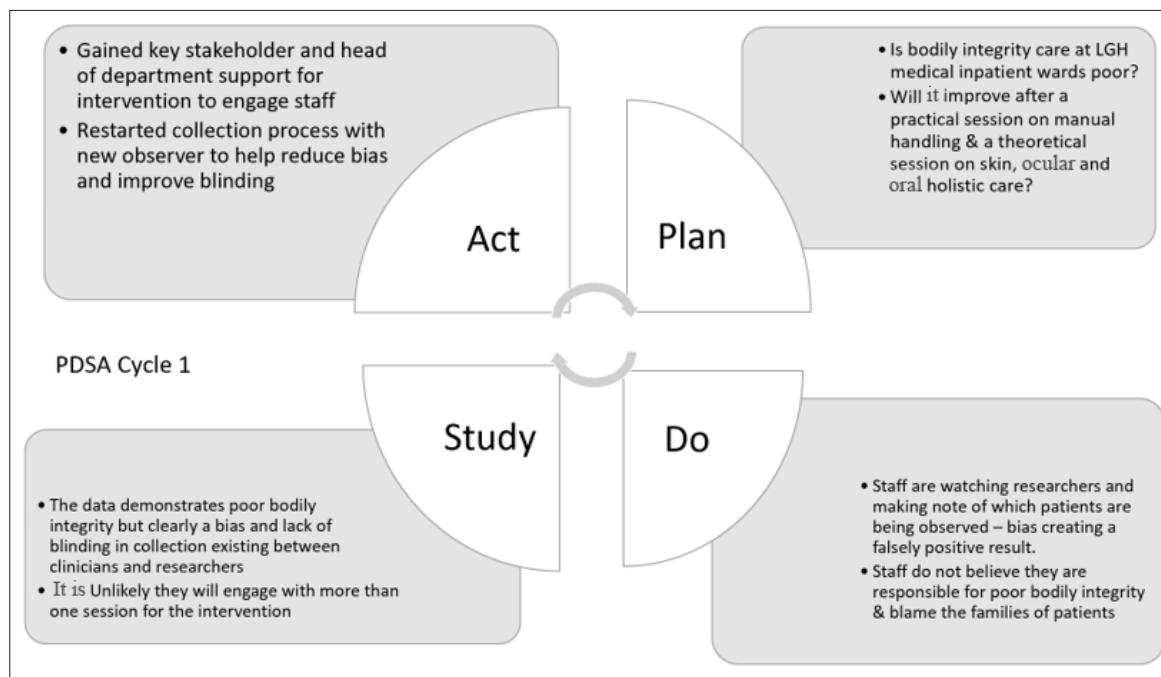 • Gained key stakeholder and head
of department support for
intervention to engage staff
• Restarted collection process with
new observer to help reduce bias
and improve blinding
Act
• Is bodily integrity care at LGH
medical inpatient wards poor?
• Will it improve after a
practical session on manual
handling & a theoretical
session on skin, ocular and
oral holistic care?
Plan
PDSA Cycle 1
Study
• The data demonstrates poor bodily
integrity but clearly a bias and lack of
blinding in collection existing between
clinicians and researchers
• It is Unlikely they will engage with more than
one session for the intervention
Do
• Staff are watching researchers and
making note of which patients are
being observed – bias creating a
falsely positive result.
• Staff do not believe they are
responsible for poor bodily integrity
& blame the families of patients